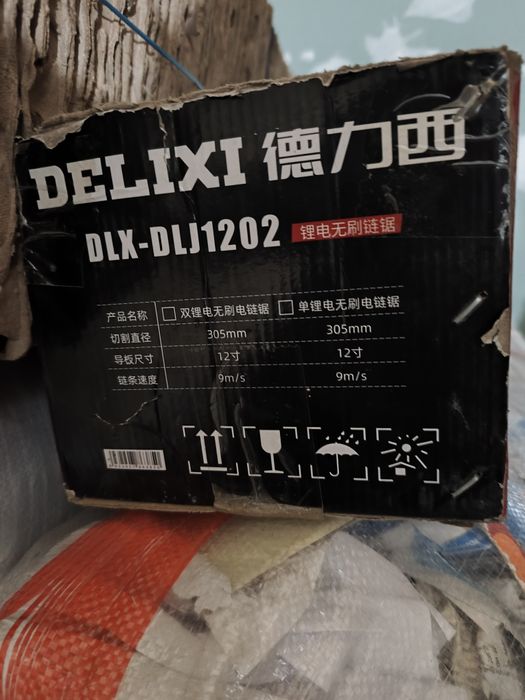 DELIXI 德力西
DLX-DLJ1202 锂电无刷链锯
产品名称 双锂电无刷电链锯 单锂电无刷电链锯
切割直径 305mm 305mm
导板尺寸 12寸 12寸
链条速度 9m/s 9m/s